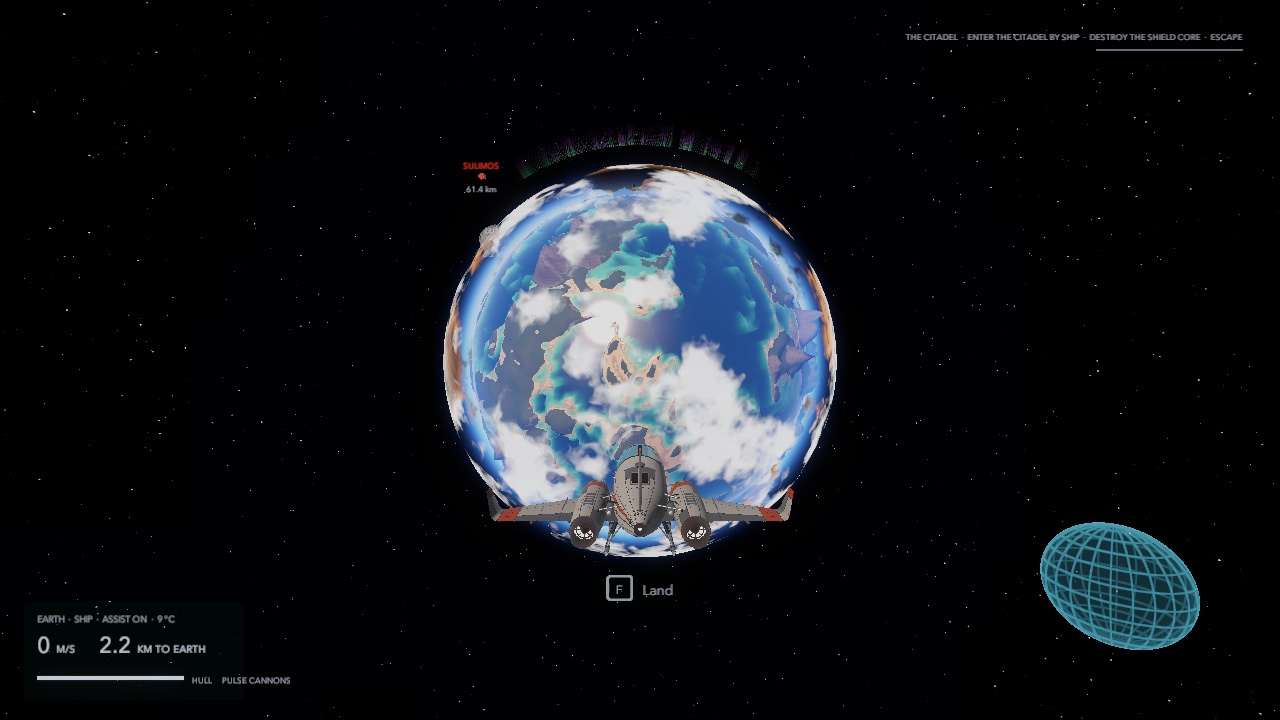 THE CITADEL - ENTER THE CITADEL BY SHIP - DESTROY THE SHIELD CORE - ESCAPE
SULIMOS
61.4 km
F Land
EARTH · SHIP · ASSIST ON · 9°C
0 M/S 2.2 KM TO EARTH
HULL PULSE CANNONS